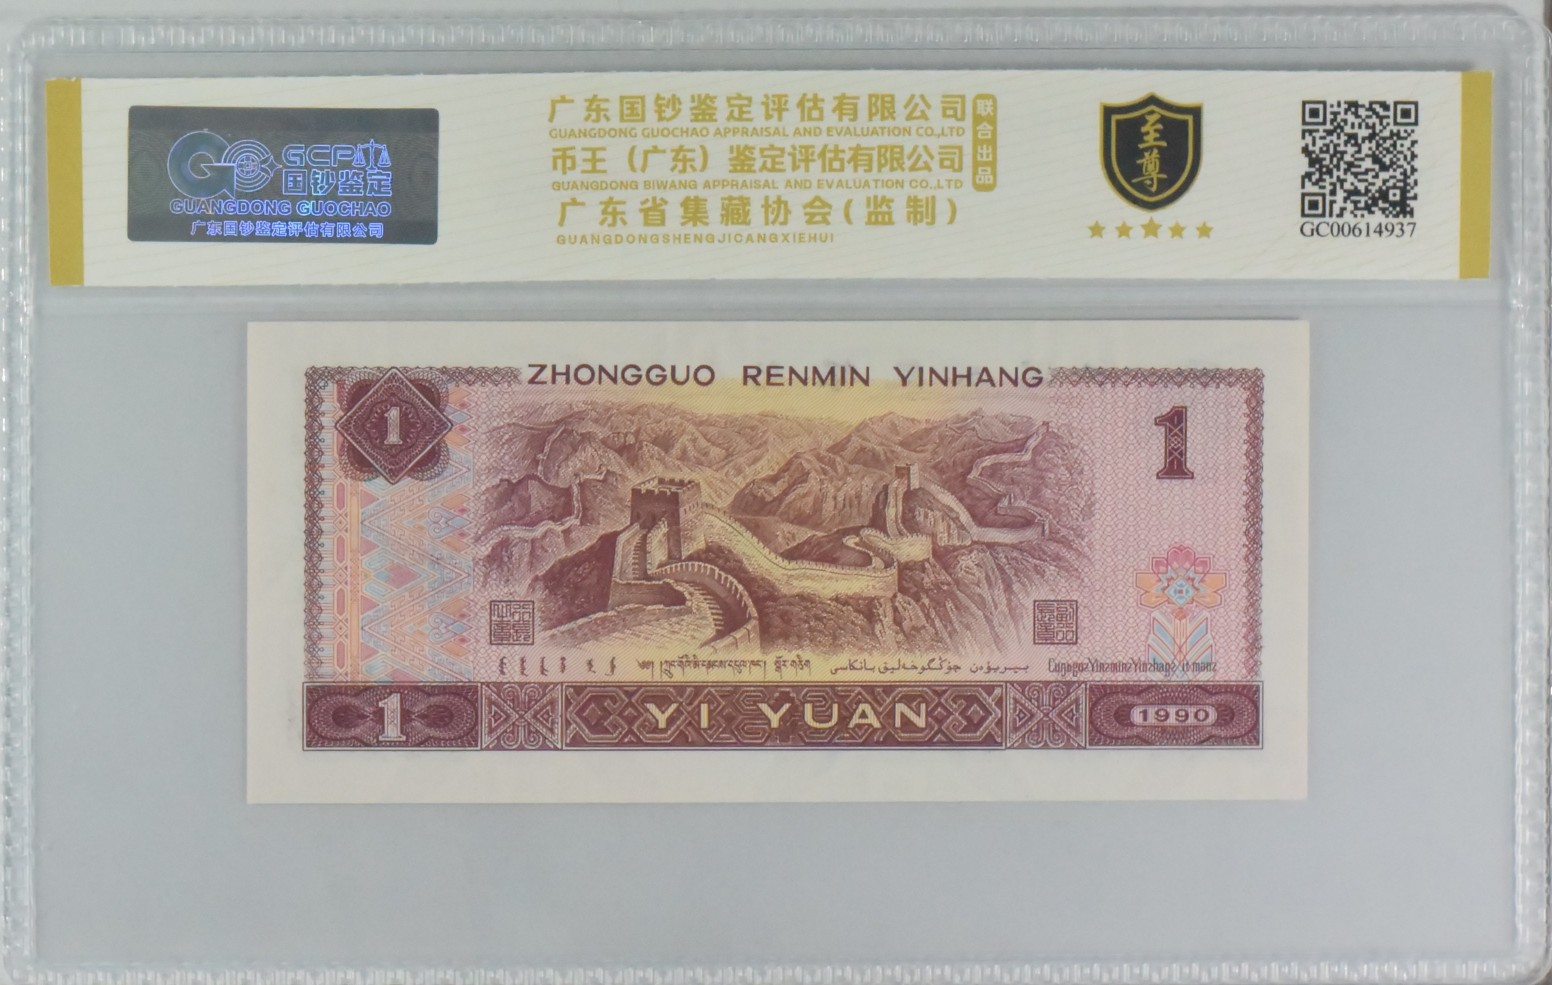 GCP
国钞鉴定
GUANGDONG GUOCHAO
广东国钞鉴定评估有限公司
广东国钞鉴定评估有限公司
GUANGDONG GUOCHAO APPRAISAL AND EVALUATION CO.,LTD
币王（广东）鉴定评估有限公司
GUANGDONG BIWANG APPRAISAL AND EVALUATION CO.,LTD
联合出品
广东省集藏协会(监制)
GUANGDONGSHENGJICANGXIEHUI
至尊
GC00614937
ZHONGGUO RENMIN YINHANG
1
1
1
YI YUAN
1990